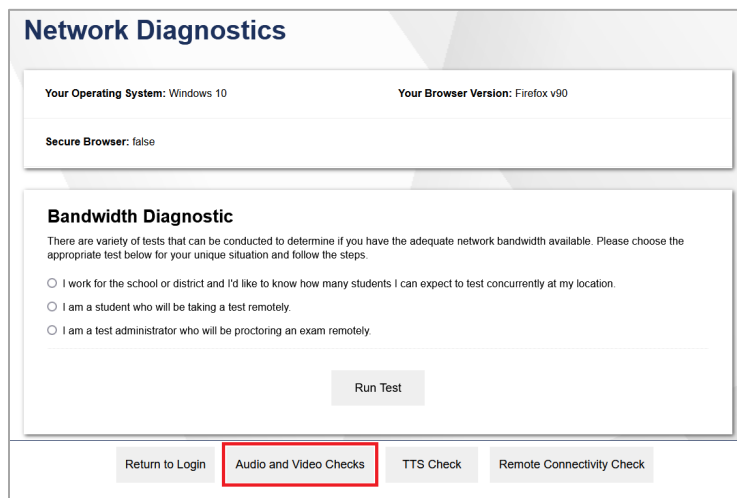 Network Diagnostics
Your Operating System: Windows 10
Your Browser Version: Firefox v90
Secure Browser: false
Bandwidth Diagnostic
There are variety of tests that can be conducted to determine if you have the adequate network bandwidth available. Please choose the
appropriate test below for your unique situation and follow the steps.
I work for the school or district and I'd like to know how many students I can expect to test concurrently at my location.
I am a student who will be taking a test remotely.
I am a test administrator who will be proctoring an exam remotely.
Run Test
Return to Login
Audio and Video Checks
TTS Check
Remote Connectivity Check